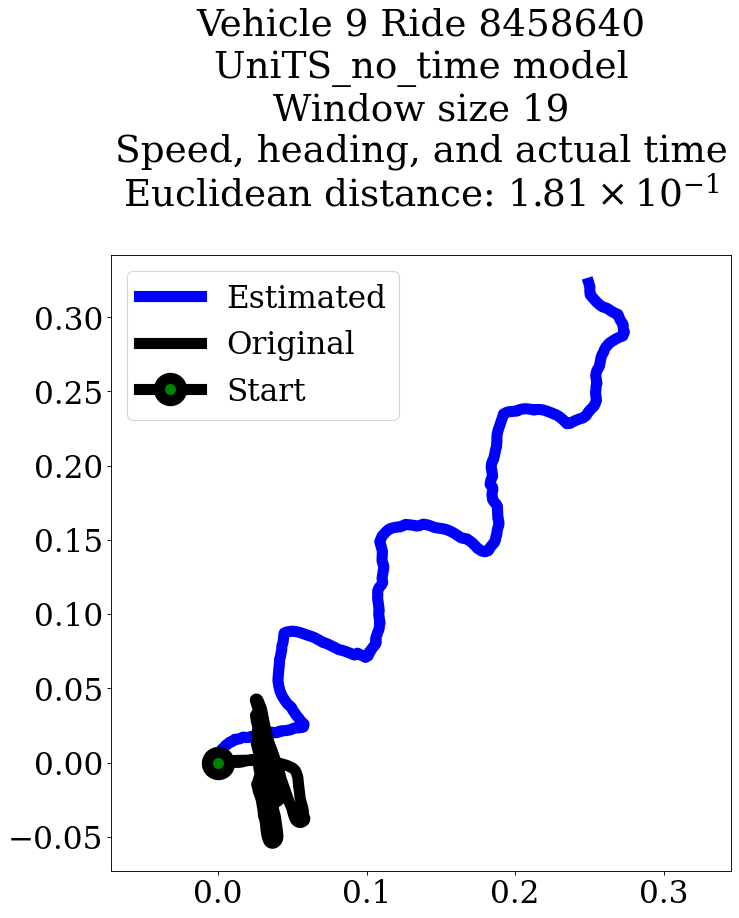 Vehicle 9 Ride 8458640
UniTS_no_time model
Window size 19
Speed, heading, and actual time
Euclidean distance: 1.81 × 10⁻¹
Estimated
Original
Start
0.30
0.25
0.20
0.15
0.10
0.05
0.00
−0.05
0.0 0.1 0.2 0.3